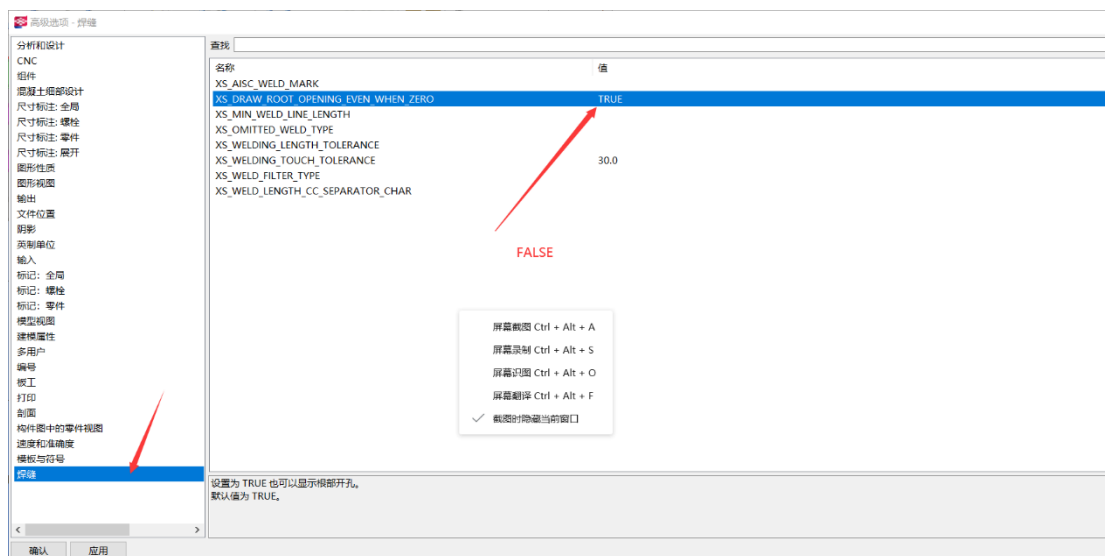 高级选项 - 焊缝
分析和设计
CNC
组件
混凝土细部设计
尺寸标注: 全局
尺寸标注: 螺栓
尺寸标注: 零件
尺寸标注: 展开
图形性质
图形视图
输出
文件位置
阴影
英制单位
输入
标记: 全局
标记: 螺栓
标记: 零件
模型视图
建模属性
多用户
编号
板工
打印
剖面
构件图中的零件视图
速度和准确度
模板与符号
焊缝
查找
名称 值
XS_AISC_WELD_MARK
XS_DRAW_ROOT_OPENING_EVEN_WHEN_ZERO TRUE
XS_MIN_WELD_LINE_LENGTH
XS_OMITTED_WELD_TYPE
XS_WELDING_LENGTH_TOLERANCE
XS_WELDING_TOUCH_TOLERANCE 30.0
XS_WELD_FILTER_TYPE
XS_WELD_LENGTH_CC_SEPARATOR_CHAR
FALSE
屏幕截图 Ctrl + Alt + A
屏幕录制 Ctrl + Alt + S
屏幕识图 Ctrl + Alt + O
屏幕翻译 Ctrl + Alt + F
截图时隐藏当前窗口
设置为 TRUE 也可以显示根部开孔。
默认值为 TRUE。
确认 应用